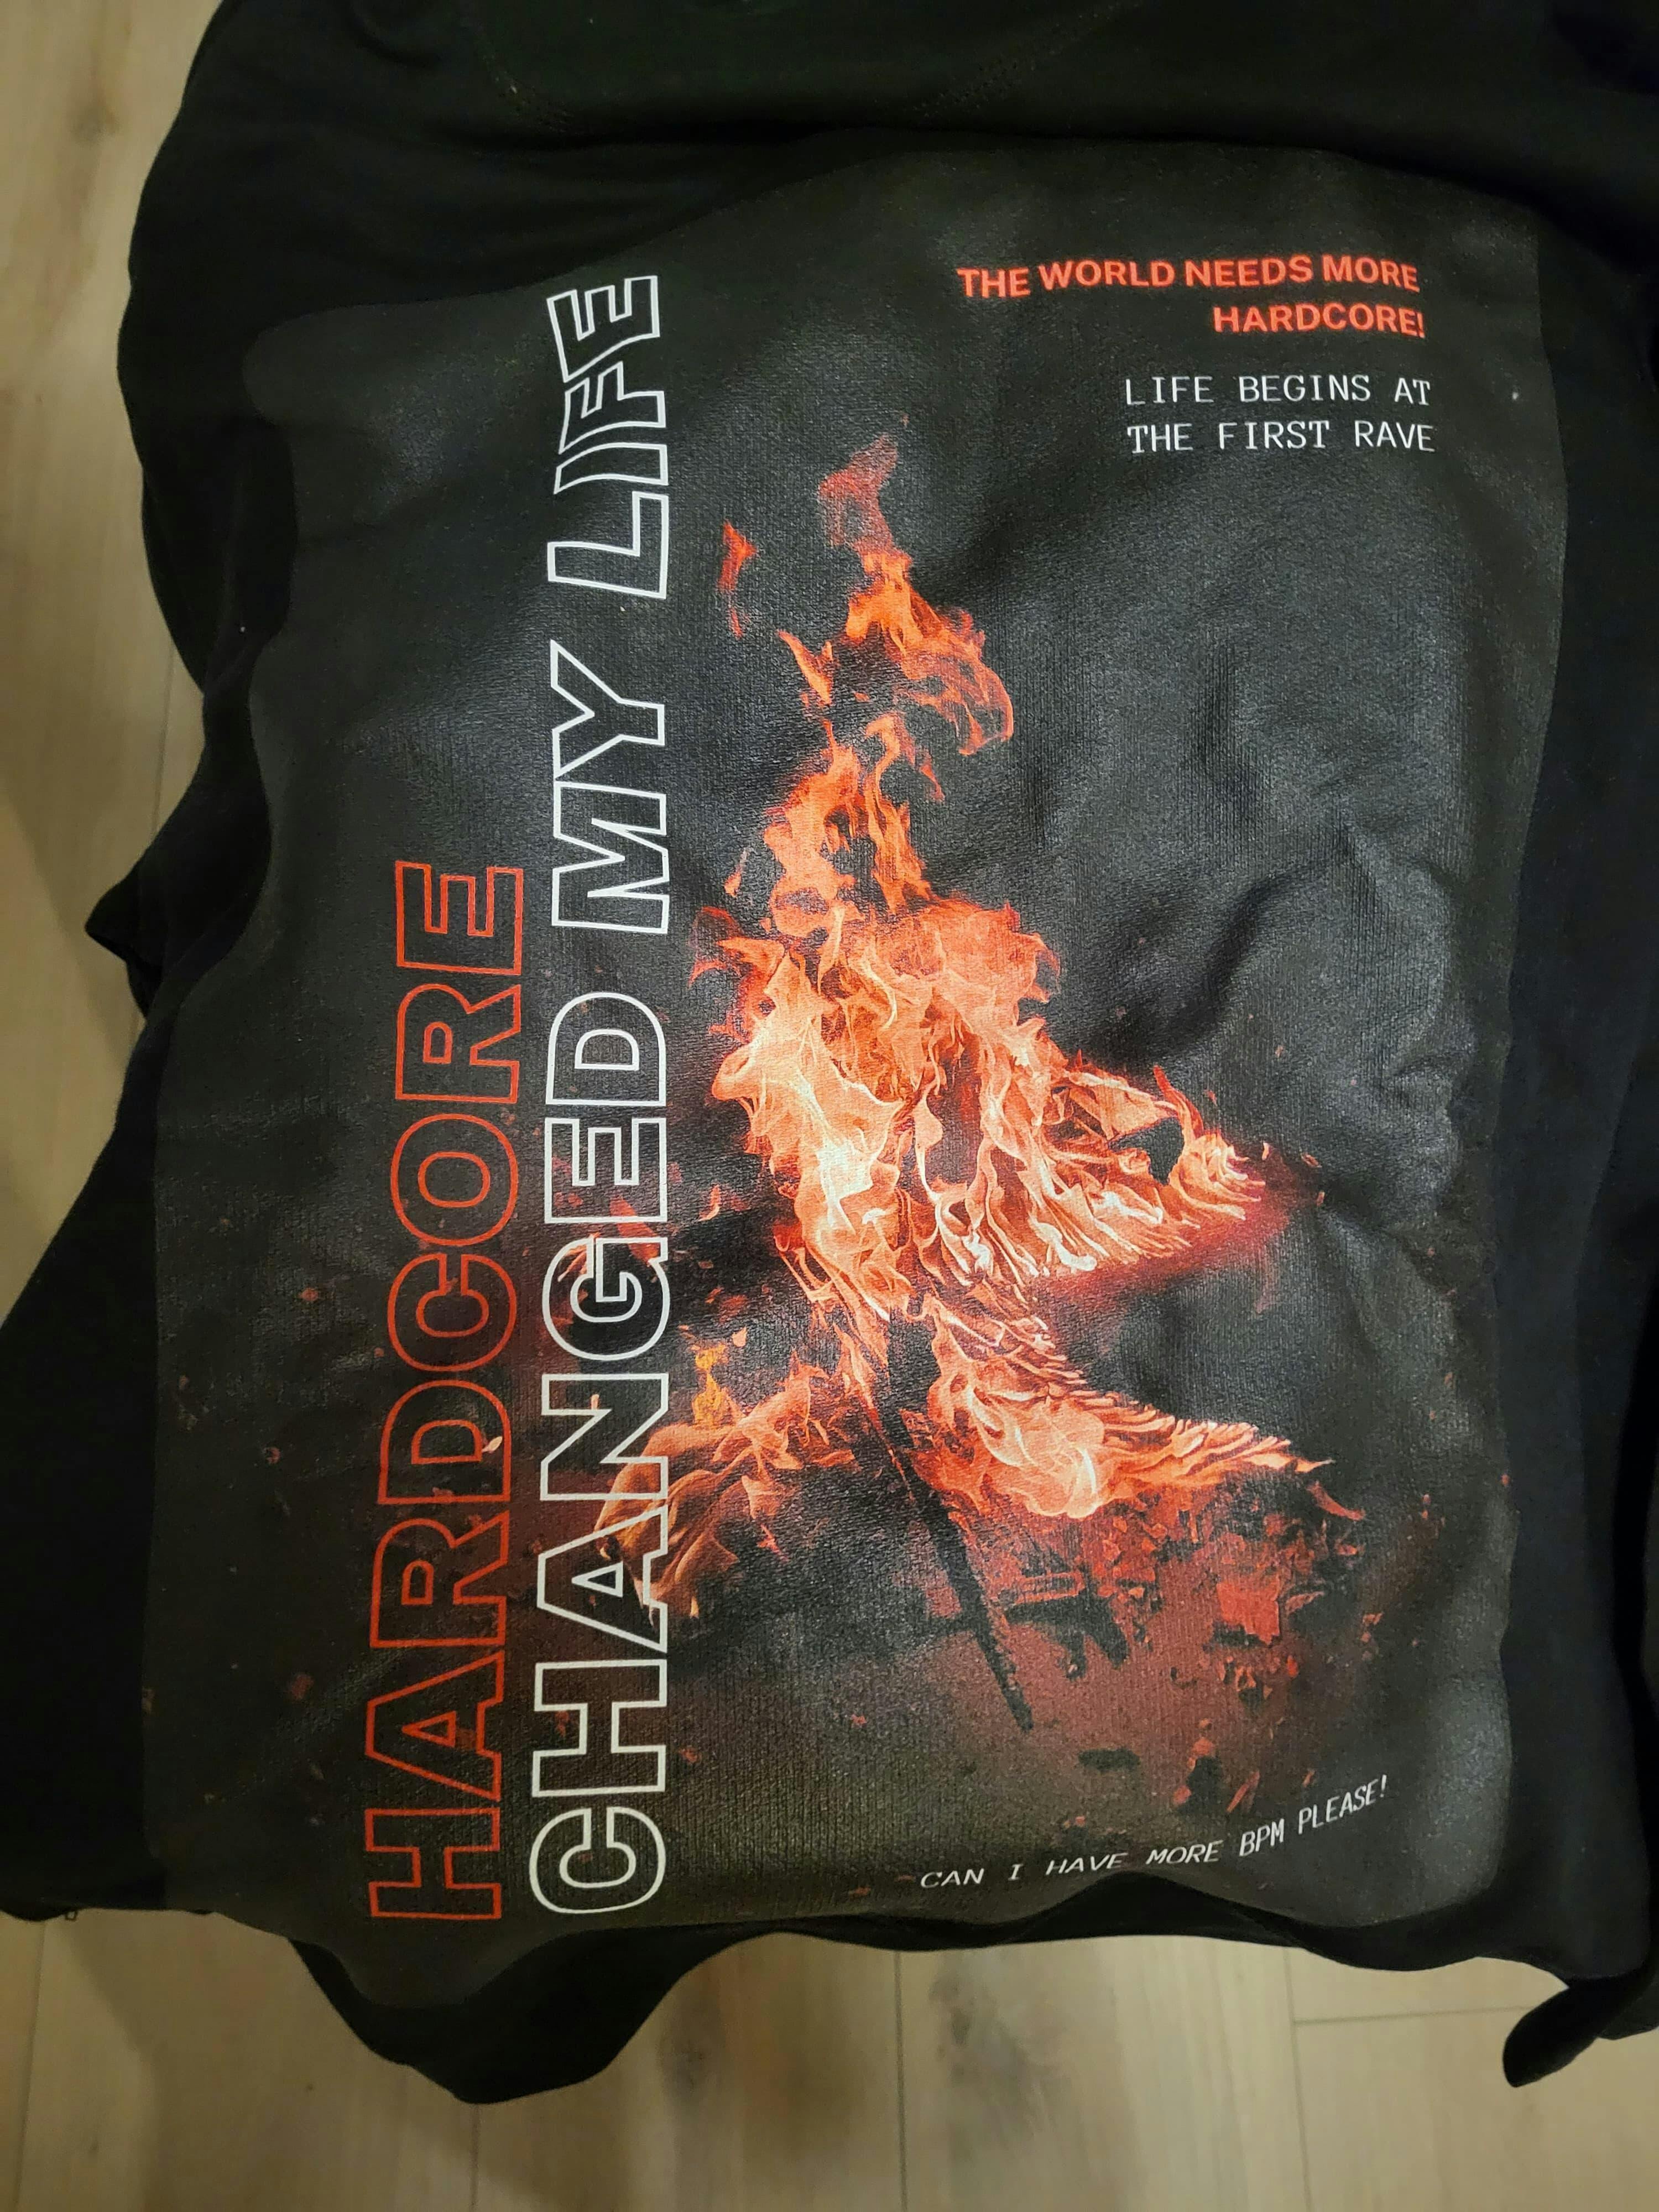 THE WORLD NEEDS MORE
HARDCORE!
LIFE BEGINS AT
THE FIRST RAVE
HARDCORE
CHANGED MY LIFE
CAN I HAVE MORE BPM PLEASE!